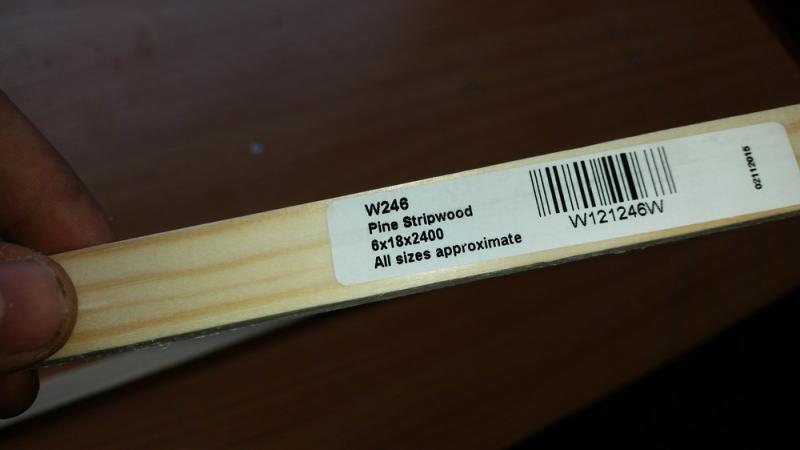 W246
Pine Stripwood
6x18x2400
All sizes approximate
W121246W
02112015